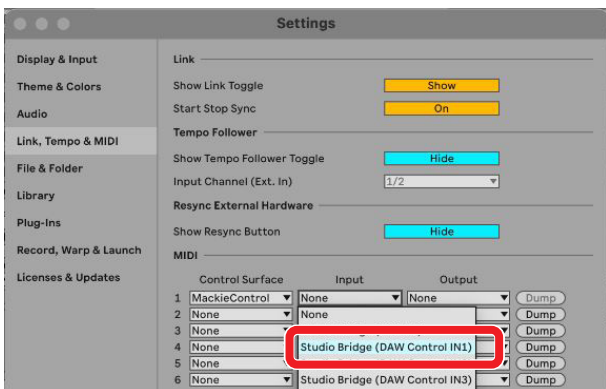 Settings
Display & Input
Theme & Colors
Audio
Link, Tempo & MIDI
File & Folder
Library
Plug-Ins
Record, Warp & Launch
Licenses & Updates
Link
Show Link Toggle Show
Start Stop Sync On
Tempo Follower
Show Tempo Follower Toggle Hide
Input Channel (Ext. In) 1/2
Resync External Hardware
Show Resync Button Hide
MIDI
Control Surface Input Output
1 MackieControl None None Dump
2 None None Dump
3 None Dump
4 None Studio Bridge (DAW Control IN1) Dump
5 None Dump
6 None Studio Bridge (DAW Control IN3) Dump